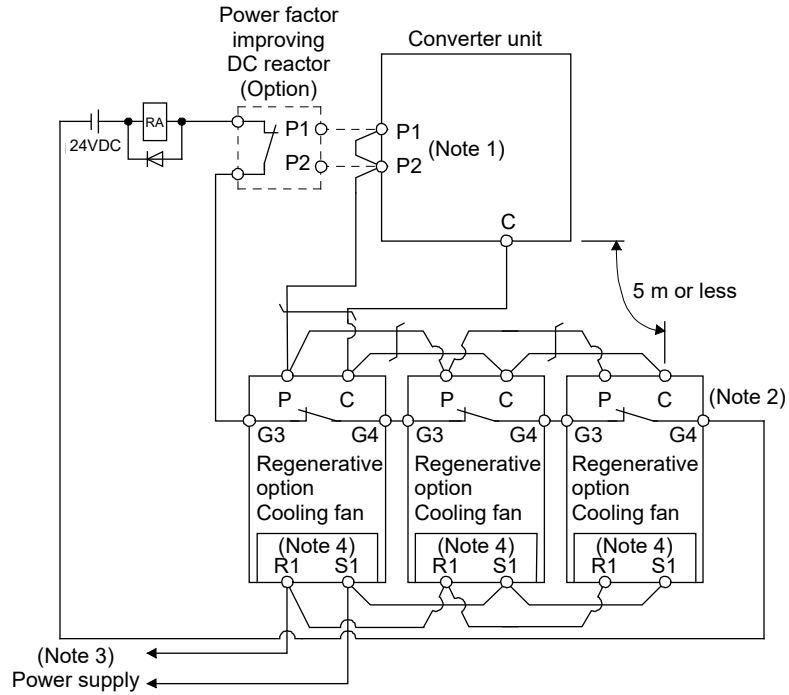 Power factor
improving
DC reactor
(Option)
Converter unit
RA
24VDC
P1
P2
P1
P2
(Note 1)
C
5 m or less
P C
P C
P C
(Note 2)
G3 G4
G3 G4
G3 G4
Regenerative
option
Cooling fan
Regenerative
option
Cooling fan
Regenerative
option
Cooling fan
(Note 4)
R1 S1
(Note 4)
R1 S1
(Note 4)
R1 S1
(Note 3)
Power supply